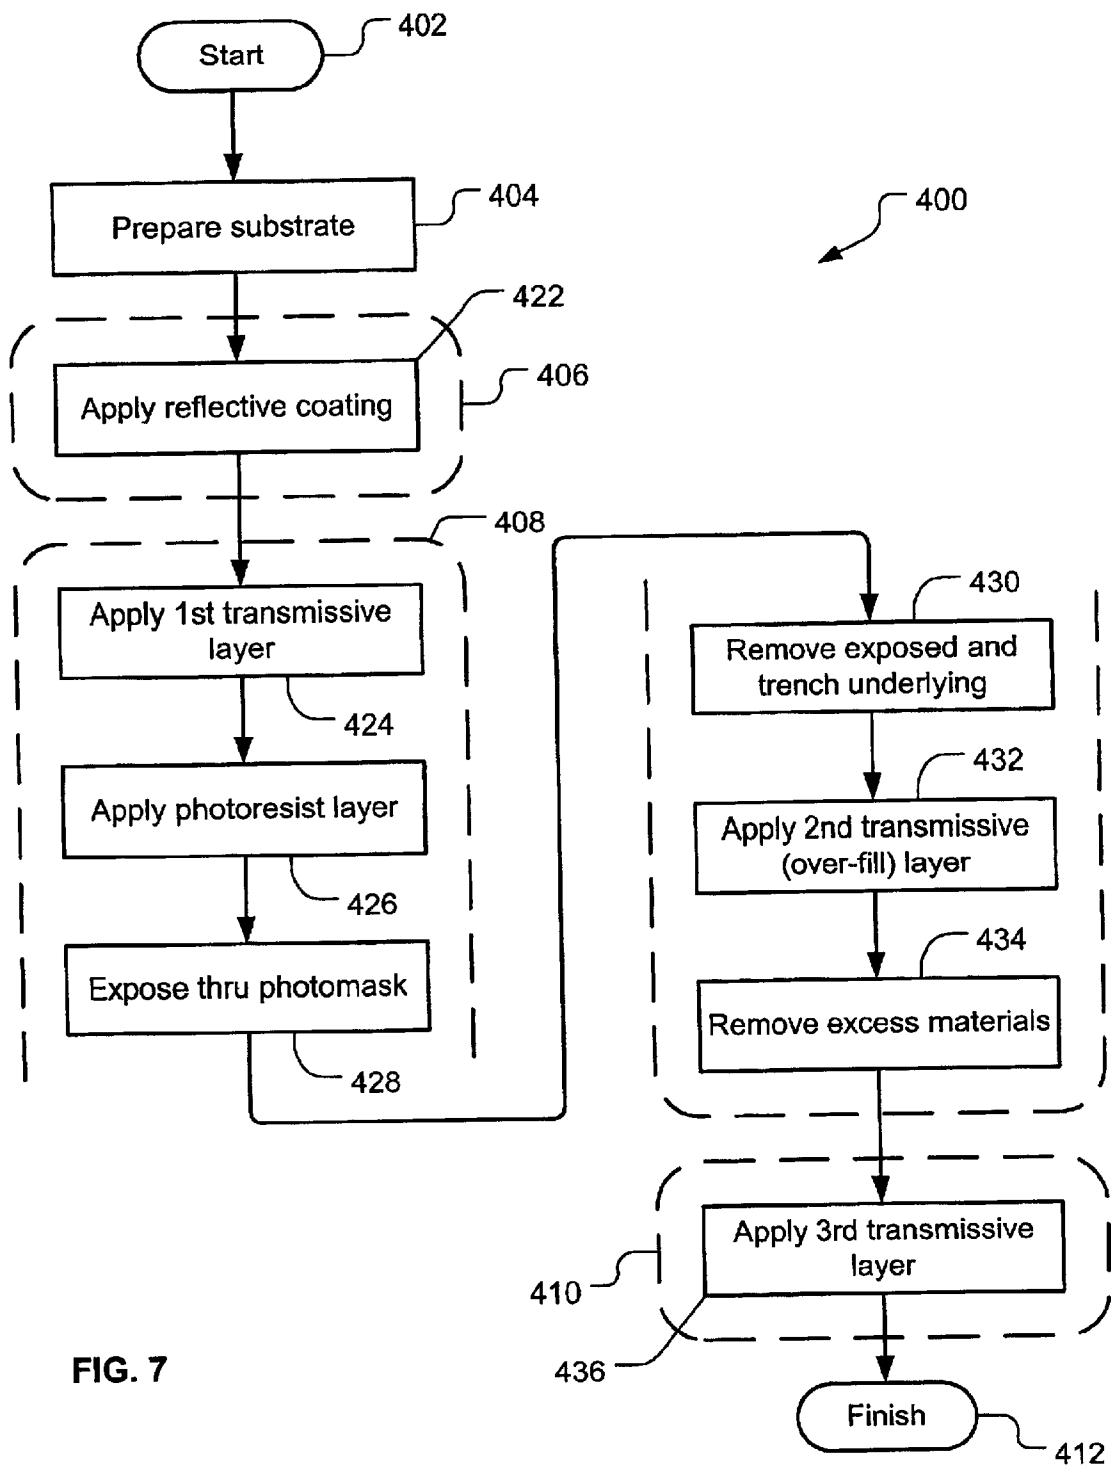 402
Start
404
Prepare substrate
400
422
Apply reflective coating
406
408
Apply 1st transmissive
layer
424
Apply photoresist layer
426
Expose thru photomask
428
430
Remove exposed and
trench underlying
432
Apply 2nd transmissive
(over-fill) layer
434
Remove excess materials
Apply 3rd transmissive
layer
410
436
FIG. 7
Finish
412